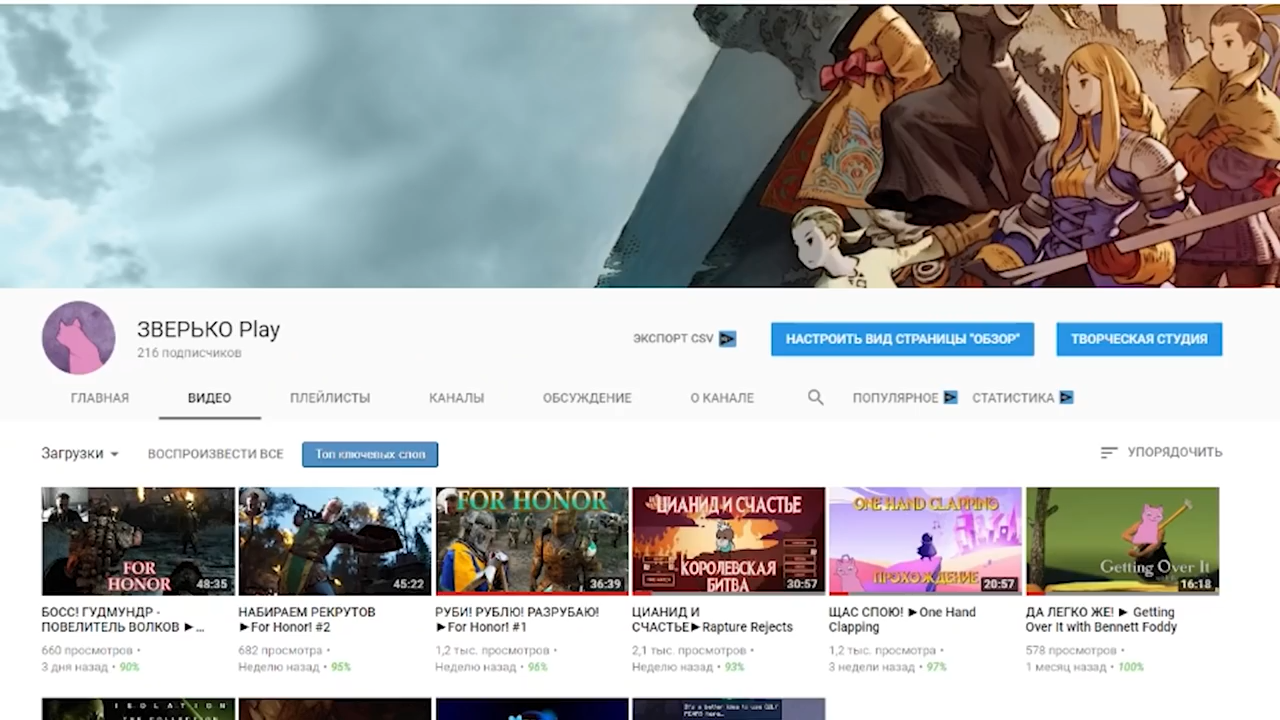 ЗВЕРЬКО Play
216 подписчиков
ЭКСПОРТ CSV
НАСТРОИТЬ ВИД СТРАНИЦЫ "ОБЗОР"
ТВОРЧЕСКАЯ СТУДИЯ
ГЛАВНАЯ ВИДЕО ПЛЕЙЛИСТЫ КАНАЛЫ ОБСУЖДЕНИЕ О КАНАЛЕ ПОПУЛЯРНОЕ СТАТИСТИКА
Загрузки ВОСПРОИЗВЕСТИ ВСЕ Топ ключевых слов УПОРЯДОЧИТЬ
FOR
HONOR
48:35
БОСС! ГУДМУНДР -
ПОВЕЛИТЕЛЬ ВОЛКОВ ►...
660 просмотров •
3 дня назад • 90%
45:22
НАБИРАЕМ РЕКРУТОВ
►For Honor! #2
682 просмотра •
Неделю назад • 95%
FOR HONOR
36:39
РУБИ! РУБЛЮ! РАЗРУБАЮ!
►For Honor! #1
1,2 тыс. просмотров •
Неделю назад • 96%
ЦИАНИД И СЧАСТЬЕ
КОРОЛЕВСКАЯ
БИТВА
30:57
ЦИАНИД И
СЧАСТЬЕ►Rapture Rejects
2,1 тыс. просмотров •
Неделю назад • 93%
ONE HAND CLAPPING
ПРОХОЖДЕНИЕ
20:57
ЩАС СПОЮ! ►One Hand
Clapping
1,2 тыс. просмотра •
3 недели назад • 97%
Getting Over It
16:18
ДА ЛЕГКО ЖЕ! ► Getting
Over It with Bennett Foddy
578 просмотров •
1 месяц назад • 100%
ISOLATION
THE COLLECTION